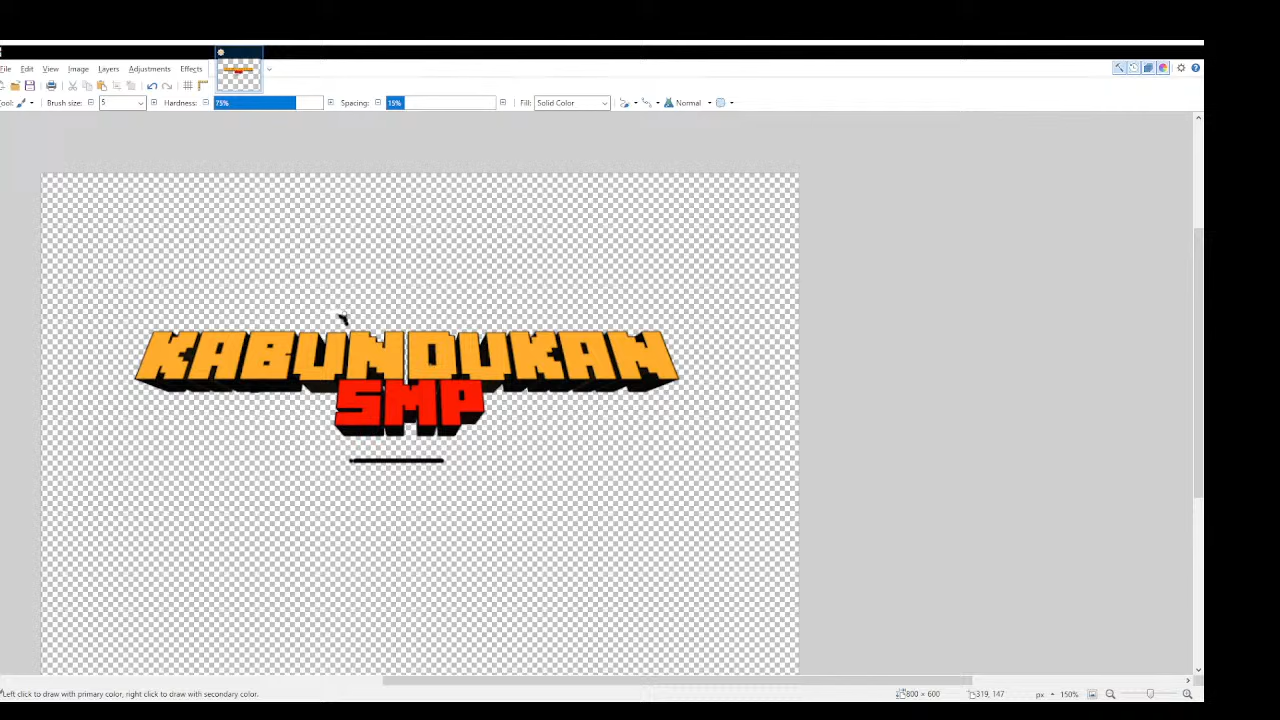 File Edit View Image Layers Adjustments Effects
Tool: Brush size: 5 Hardness: 75% Spacing: 15% Fill: Solid Color Normal
KABUNDUKAN
SMP
Left click to draw with primary color, right click to draw with secondary color. 800 × 600 319, 147 px 150%